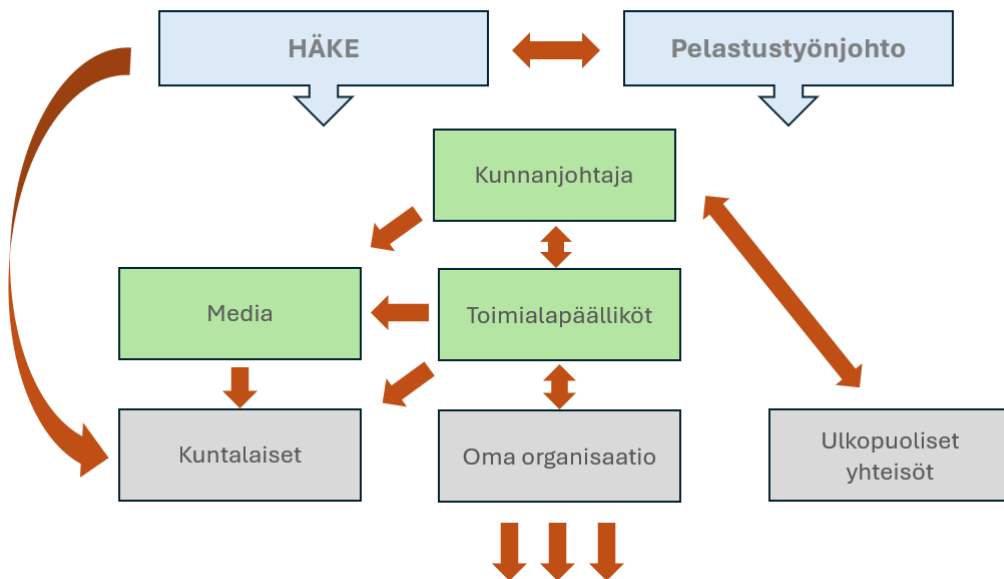 HÄKE
Pelastustyönjohto
Kunnanjohtaja
Media
Toimialapäälliköt
Kuntalaiset
Oma organisaatio
Ulkopuoliset
yhteisöt